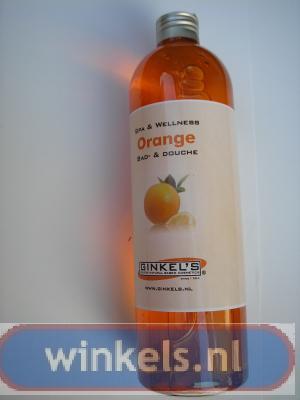 Spa & Wellness
Orange
Bad- & Douche
GINKEL'S
®
www.ginkels.nl
winkels.nl